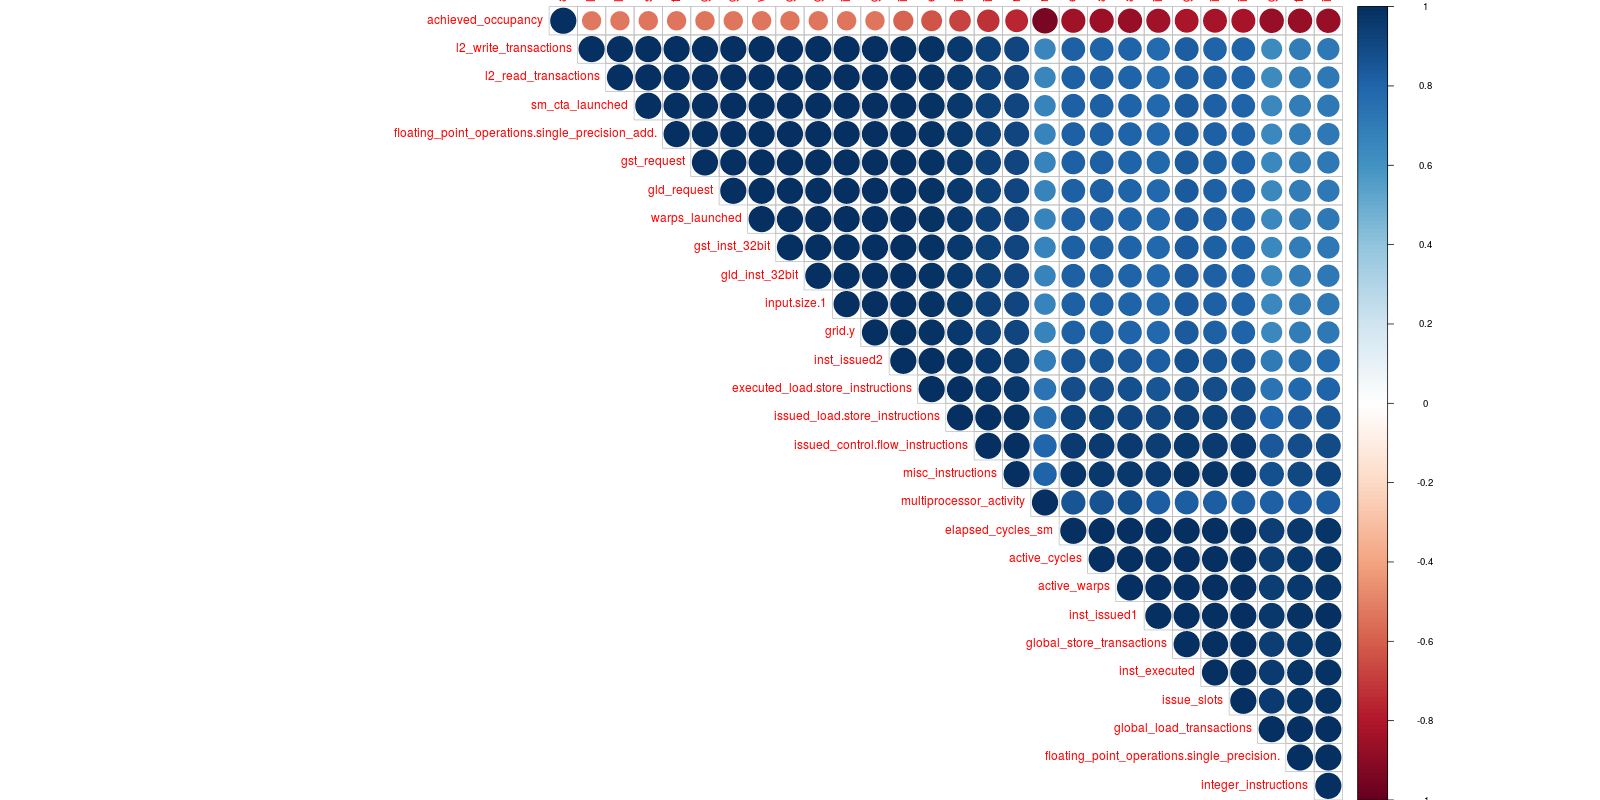 achieved_occupancy
l2_write_transactions
l2_read_transactions
sm_cta_launched
floating_point_operations.single_precision_add.
gst_request
gld_request
warps_launched
gst_inst_32bit
gld_inst_32bit
input.size.1
grid.y
inst_issued2
executed_load.store_instructions
issued_load.store_instructions
issued_control.flow_instructions
misc_instructions
multiprocessor_activity
elapsed_cycles_sm
active_cycles
active_warps
inst_issued1
global_store_transactions
inst_executed
issue_slots
global_load_transactions
floating_point_operations.single_precision.
integer_instructions
1
0.8
0.6
0.4
0.2
0
-0.2
-0.4
-0.6
-0.8